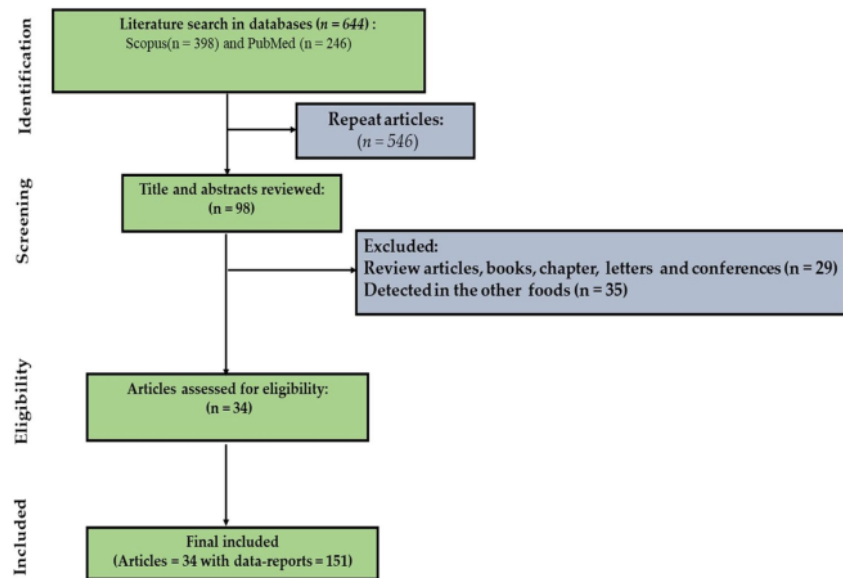 Identification
Literature search in databases (n = 644) :
Scopus(n = 398) and PubMed (n = 246)
Repeat articles:
(n = 546)
Screening
Title and abstracts reviewed:
(n = 98)
Excluded:
Review articles, books, chapter, letters and conferences (n = 29)
Detected in the other foods (n = 35)
Eligibility
Articles assessed for eligibility:
(n = 34)
Included
Final included
(Articles = 34 with data-reports = 151)